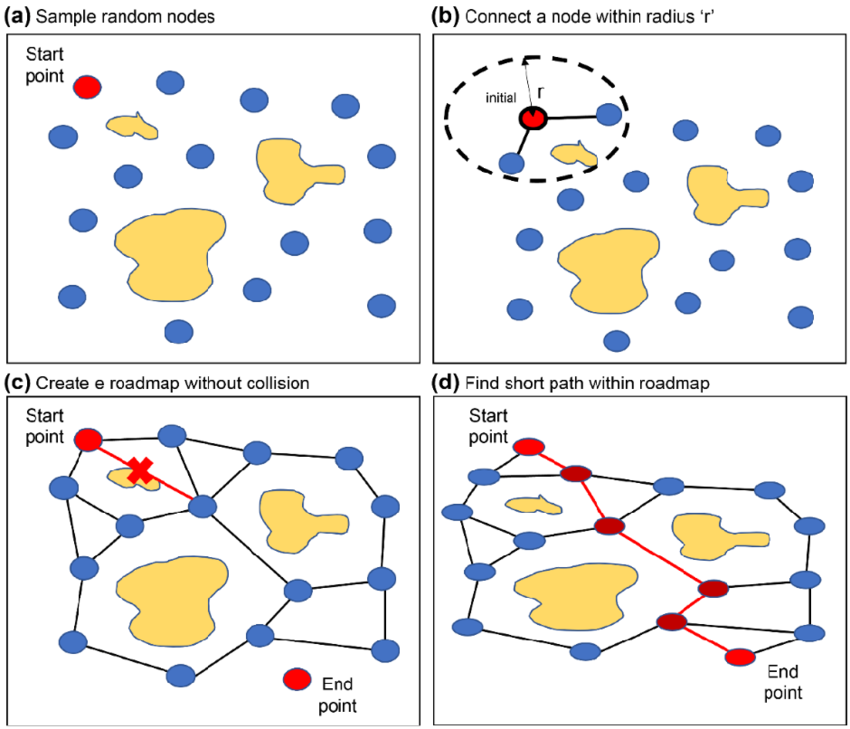 (a) Sample random nodes
Start
point
(b) Connect a node within radius ‘r’
initial
r
(c) Create e roadmap without collision
Start
point
End
point
(d) Find short path within roadmap
Start
point
End
point